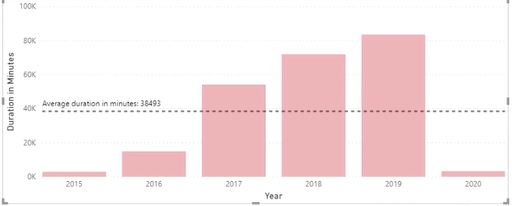 100K
80K
60K
40K
20K
0K
Duration in Minutes
Average duration in minutes: 38493
2015 2016 2017 2018 2019 2020
Year